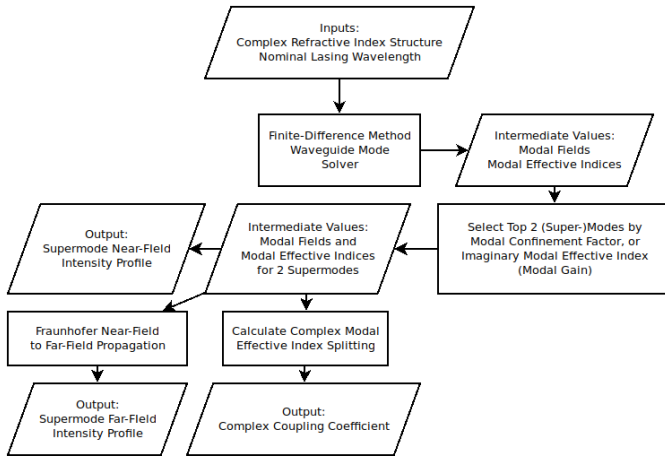 Inputs:
Complex Refractive Index Structure
Nominal Lasing Wavelength
Finite-Difference Method
Waveguide Mode
Solver
Intermediate Values:
Modal Fields
Modal Effective Indices
Select Top 2 (Super-)Modes by
Modal Confinement Factor, or
Imaginary Modal Effective Index
(Modal Gain)
Intermediate Values:
Modal Fields and
Modal Effective Indices
for 2 Supermodes
Output:
Supermode Near-FIeld
Intensity Profile
Fraunhofer Near-Field
to Far-Field Propagation
Calculate Complex Modal
Effective Index Splitting
Output:
Supermode Far-FIeld
Intensity Profile
Output:
Complex Coupling Coefficient